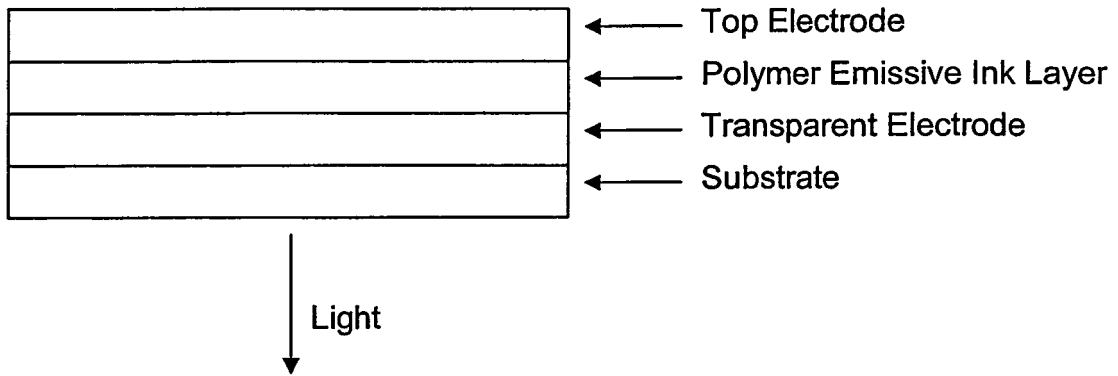 Top Electrode
Polymer Emissive Ink Layer
Transparent Electrode
Substrate
Light